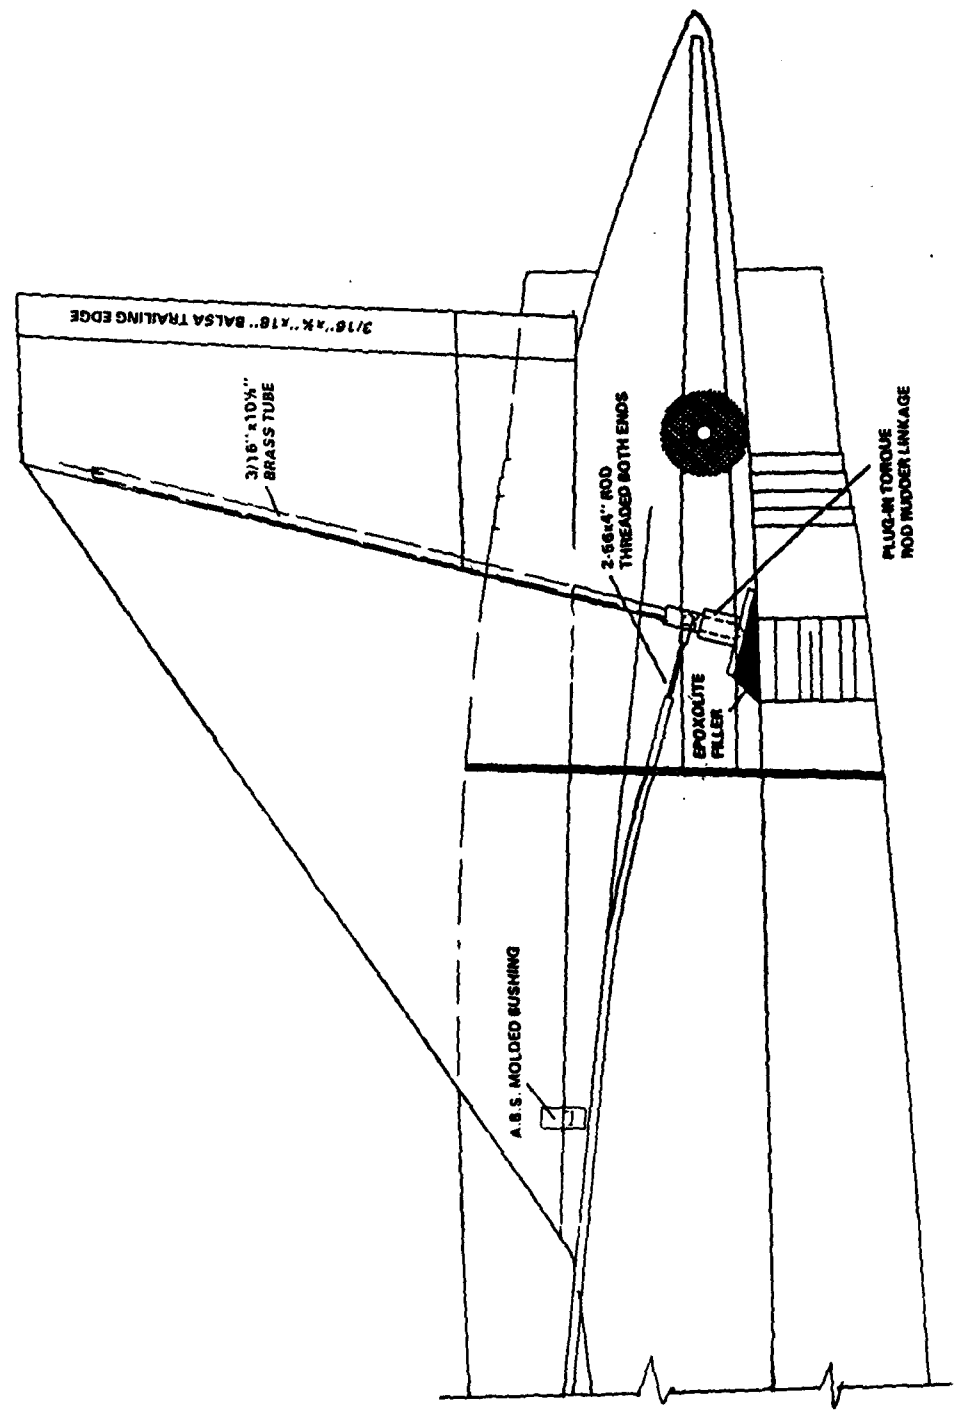 3/16"x¾"x16" BALSA TRAILING EDGE
3/16"x10½"
BRASS TUBE
2-56x4" ROD
THREADED BOTH ENDS
PLUG-IN TORQUE
ROD RUDDER LINKAGE
EPOXOLITE
FILLER
A.B.S. MOLDED BUSHING